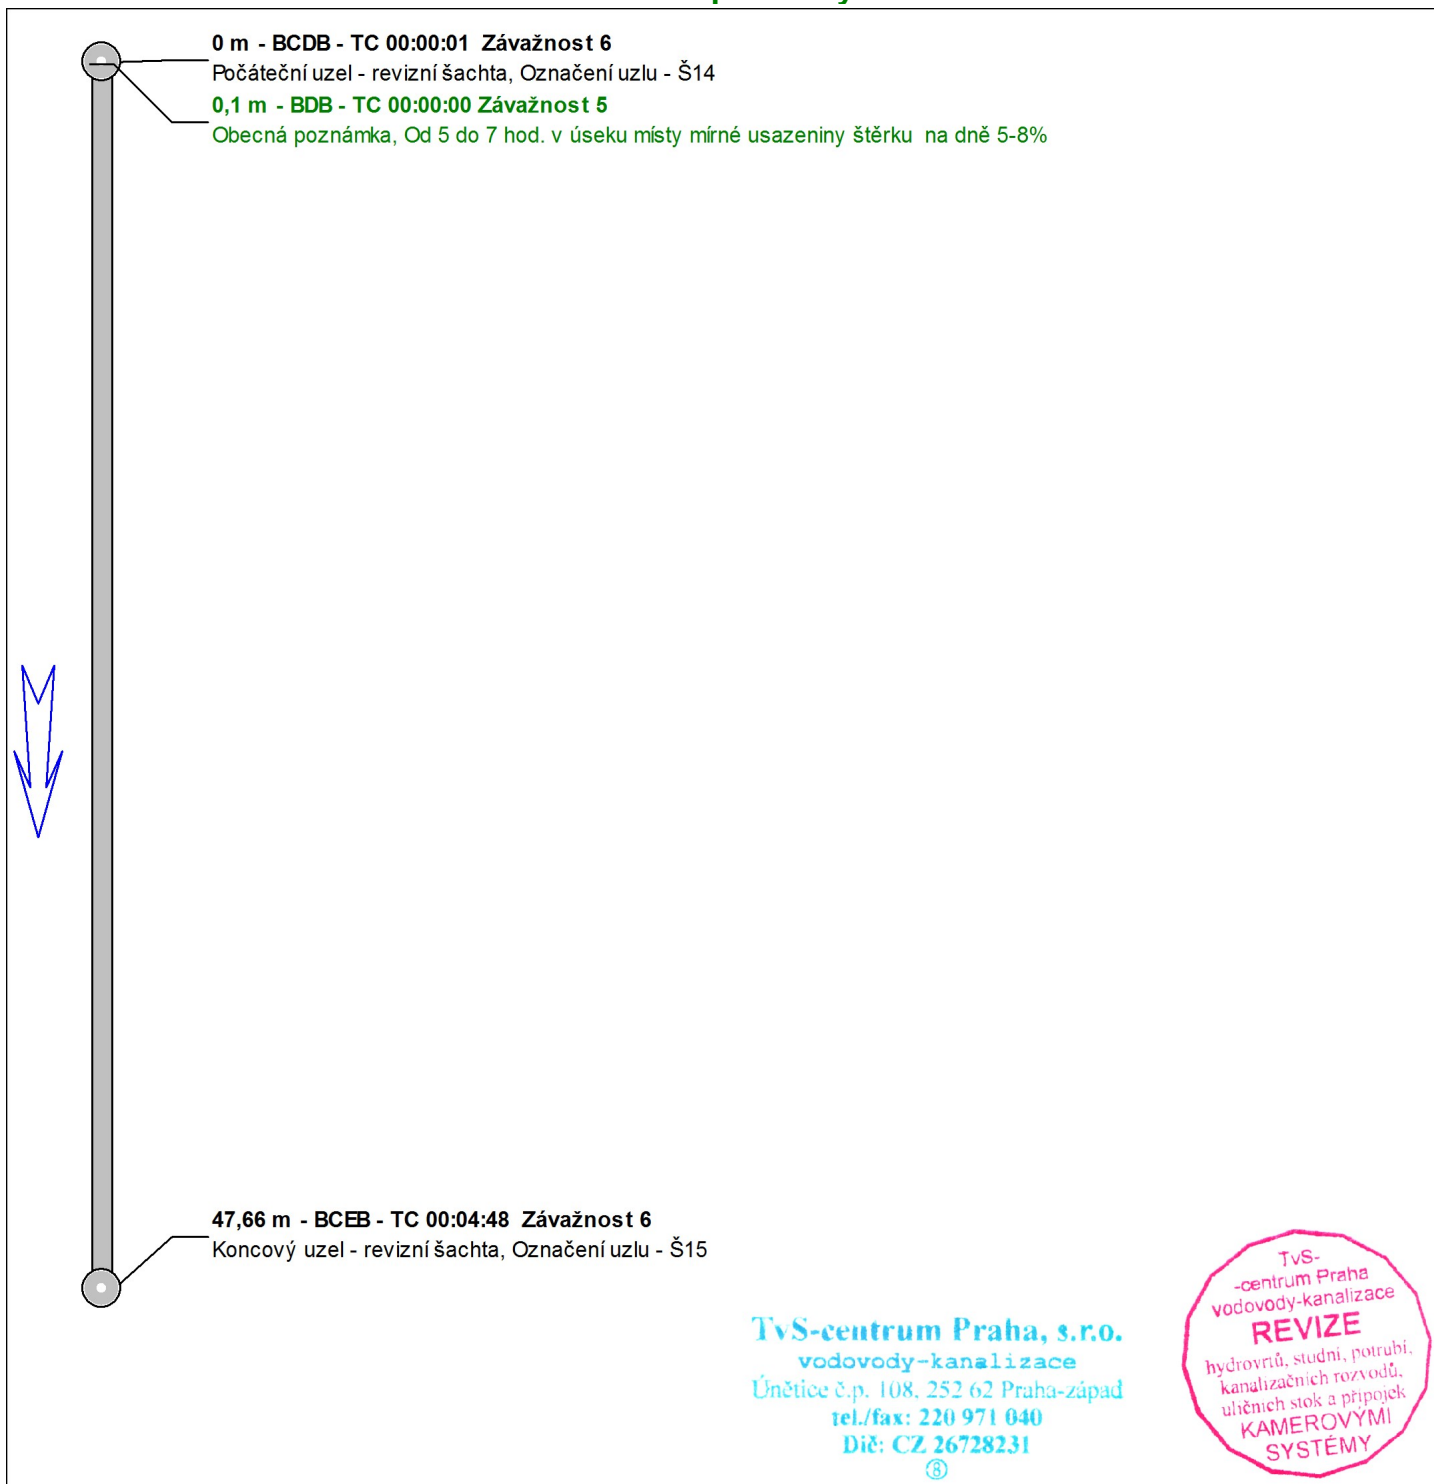 0 m - BCDB - TC 00:00:01 Závažnost 6
Počáteční uzel - revizní šachta, Označení uzlu - Š14
0,1 m - BDB - TC 00:00:00 Závažnost 5
Obecná poznámka, Od 5 do 7 hod. v úseku místy mírné usazeniny štěrku na dně 5-8%
47,66 m - BCEB - TC 00:04:48 Závažnost 6
Koncový uzel - revizní šachta, Označení uzlu - Š15
TvS-centrum Praha, s.r.o.
vodovody-kanalizace
Únětice č.p. 108, 252 62 Praha-západ
tel./fax: 220 971 040
Dič: CZ 26728231
8
TvS-
-centrum Praha
vodovody-kanalizace
REVIZE
hydrovrtů, studní, potrubí,
kanalizačních rozvodů,
uličních stok a přípojek
KAMEROVÝMI
SYSTÉMY